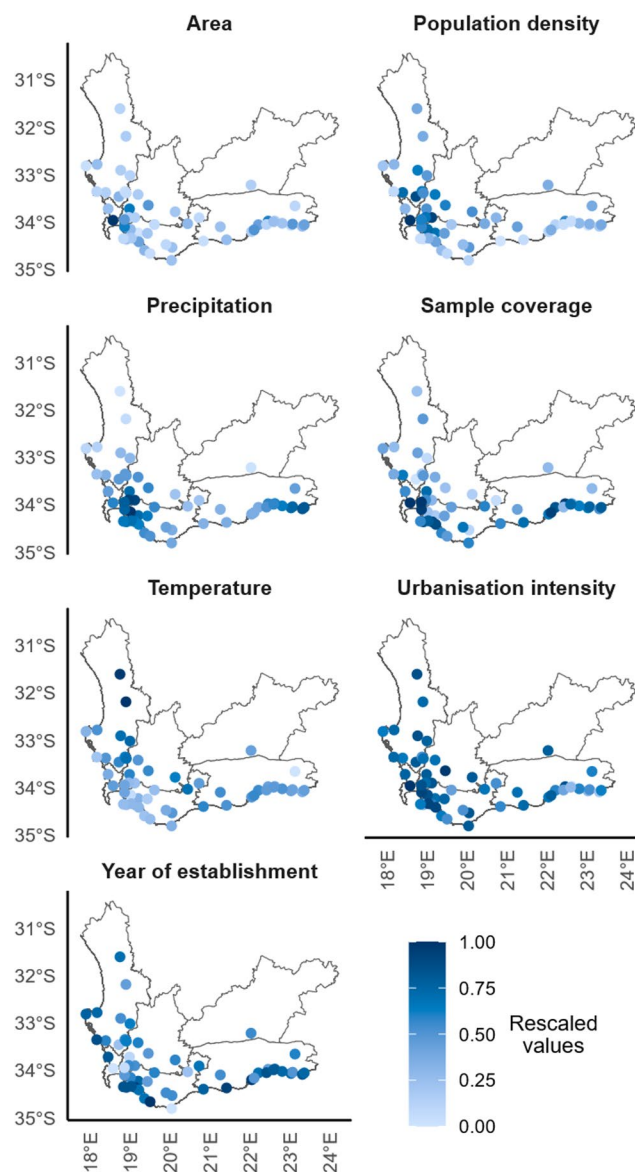 Area
Population density
31°S
32°S
33°S
34°S
35°S
Precipitation
Sample coverage
31°S
32°S
33°S
34°S
35°S
Temperature
Urbanisation intensity
31°S
32°S
33°S
34°S
35°S
18°E
19°E
20°E
21°E
22°E
23°E
24°E
Year of establishment
31°S
32°S
33°S
34°S
35°S
18°E
19°E
20°E
21°E
22°E
23°E
24°E
1.00
0.75
0.50
0.25
0.00
Rescaled
values